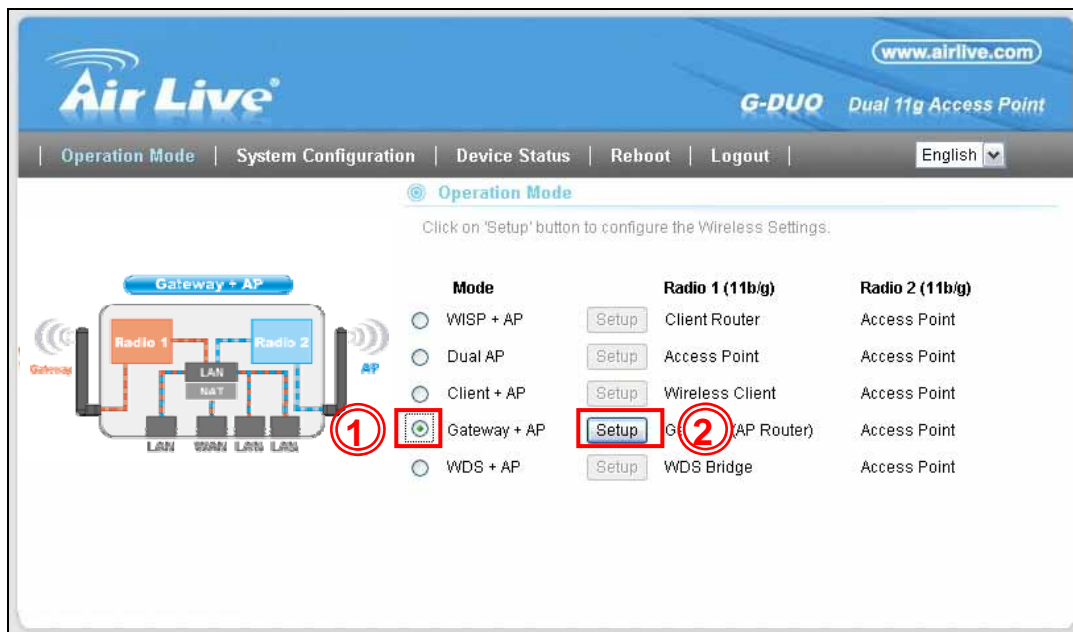 www.airlive.com
Air Live®
G-DUO Dual 11g Access Point
| Operation Mode | System Configuration | Device Status | Reboot | Logout | English
Operation Mode
Click on 'Setup' button to configure the Wireless Settings.
Mode Radio 1 (11b/g) Radio 2 (11b/g)
WISP + AP Setup Client Router Access Point
Dual AP Setup Access Point Access Point
Client + AP Setup Wireless Client Access Point
1 Gateway + AP Setup 2 (AP Router) Access Point
WDS + AP Setup WDS Bridge Access Point
Gateway + AP
Radio 1 Radio 2
Gateway LAN AP
NAT
LAN WAN LAN LAN